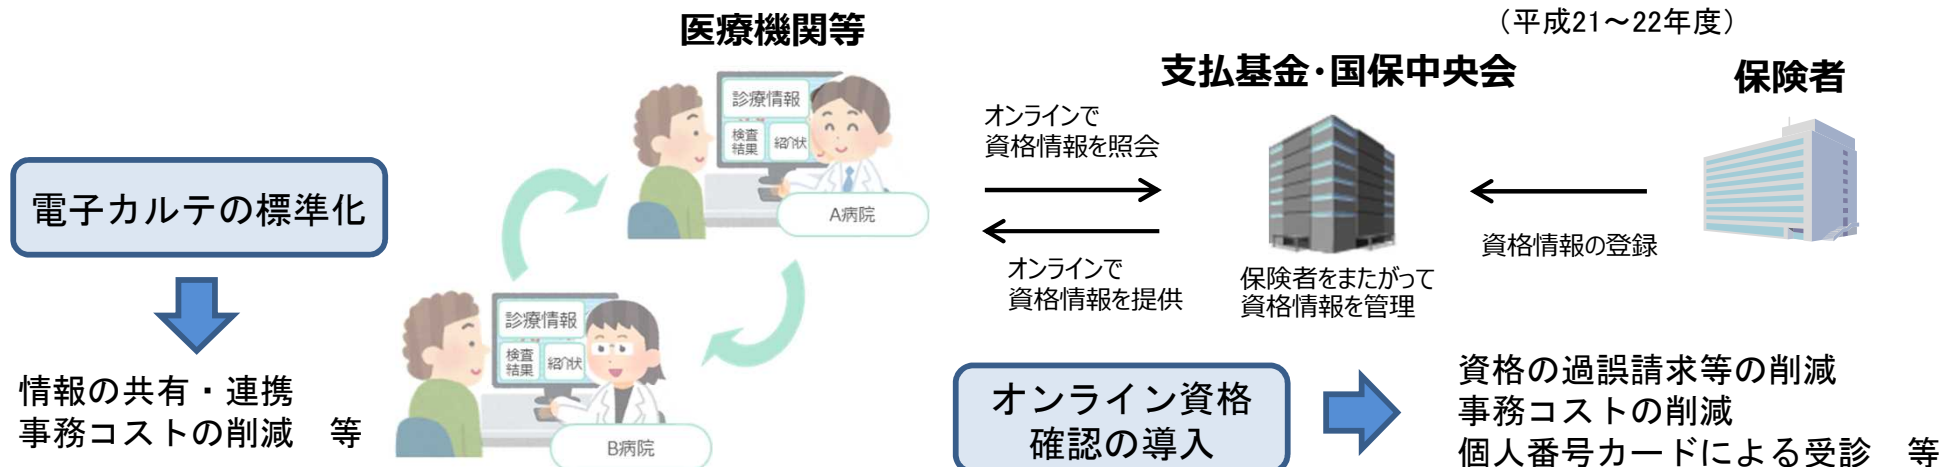 （平成21～22年度）
医療機関等
支払基金・国保中央会
保険者
診療情報
検査
結果
紹介状
A病院
オンラインで
資格情報を照会
オンラインで
資格情報を提供
保険者をまたがって
資格情報を管理
資格情報の登録
電子カルテの標準化
情報の共有・連携
事務コストの削減　等
診療情報
検査
結果
紹介状
B病院
オンライン資格
確認の導入
資格の過誤請求等の削減
事務コストの削減
個人番号カードによる受診　等